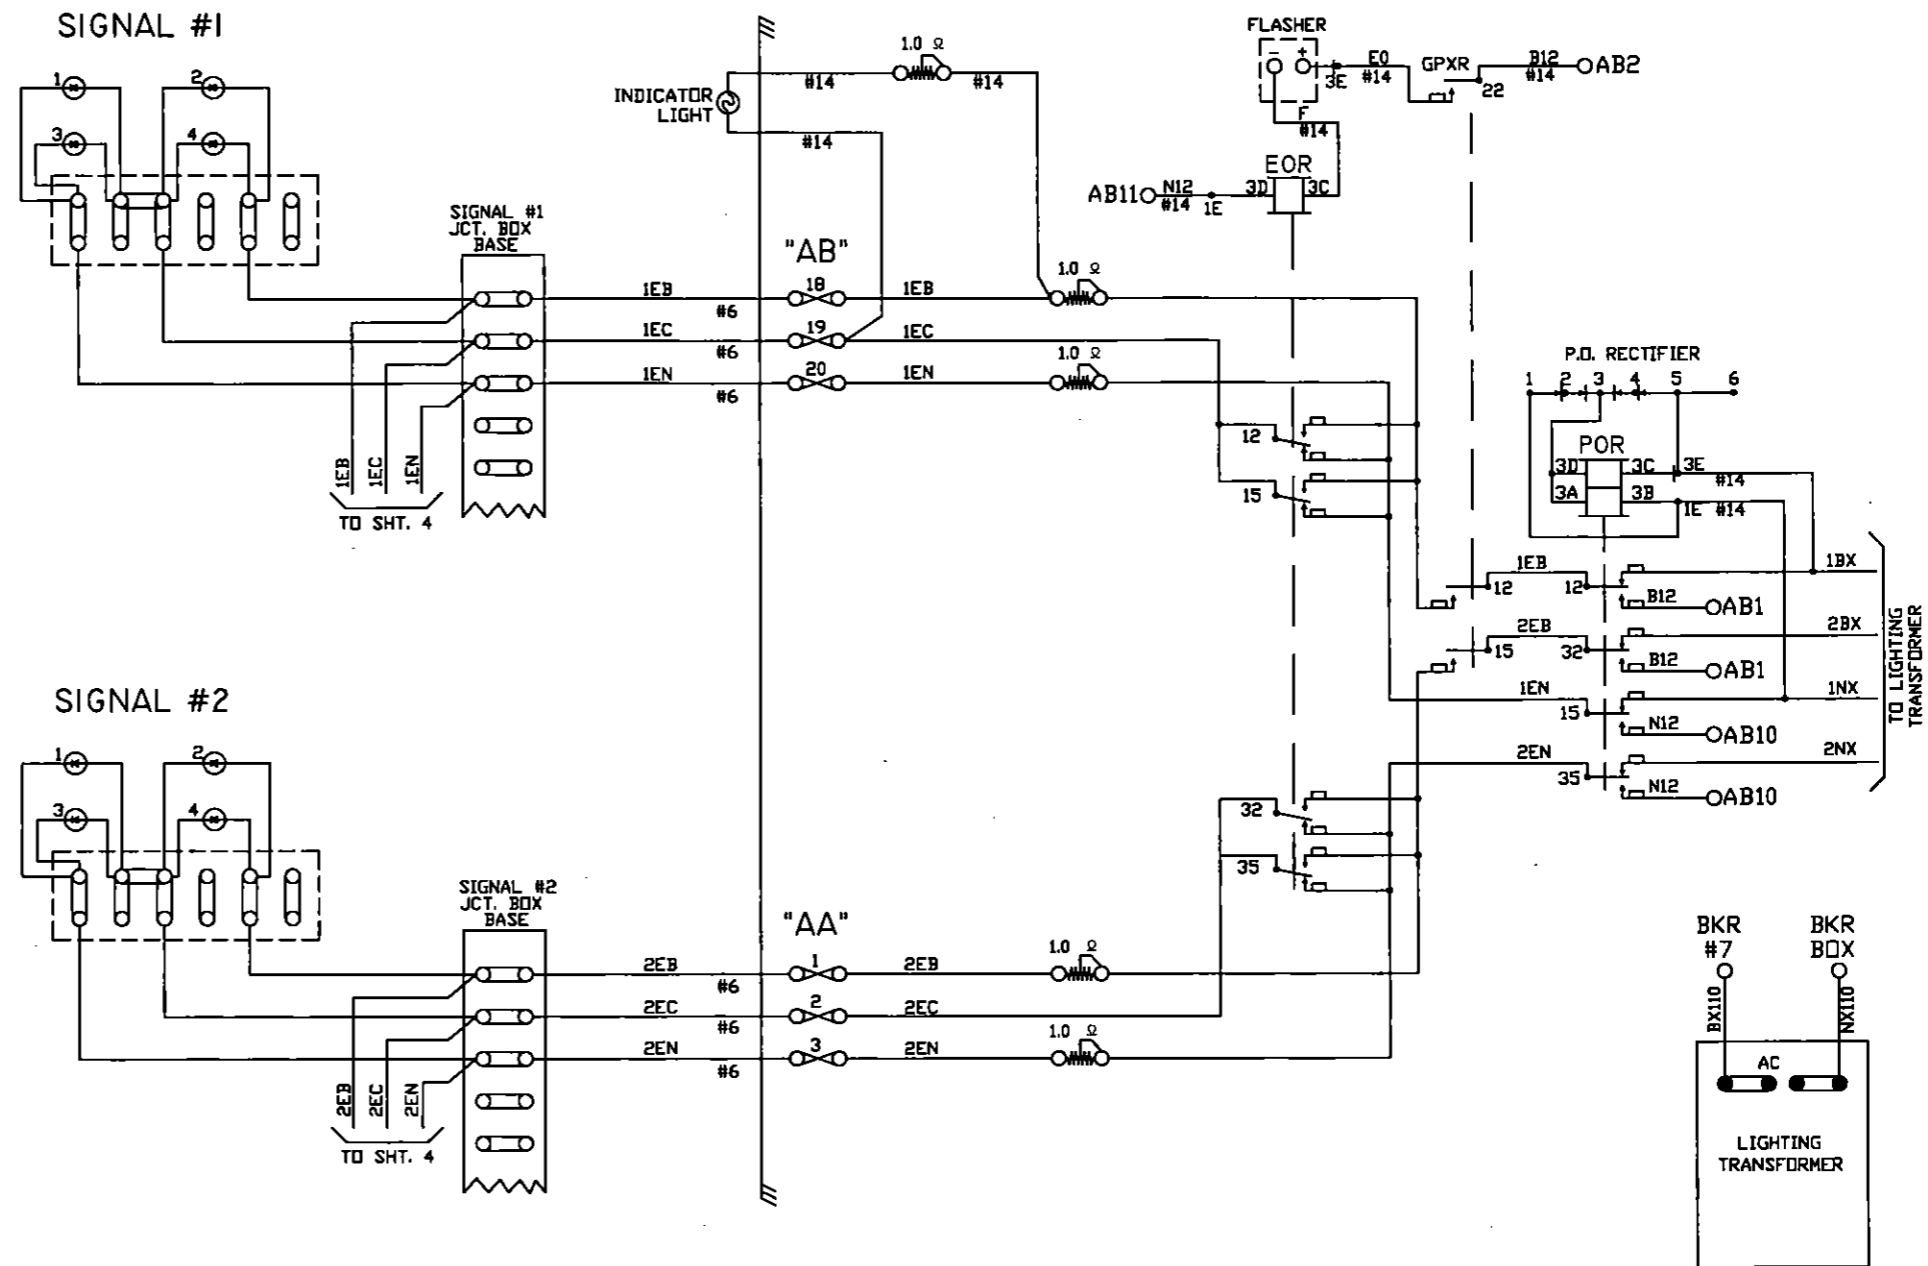 SIGNAL #1
1
2
3
4
INDICATOR
LIGHT
#14
1.0 Ω
#14
#14
FLASHER
- +
3E
E0
#14
GPXR
22
B12
#14
AB2
F
#14
EOR
AB11
N12
#14
1E
3D
3C
SIGNAL #1
JCT. BOX
BASE
"AB"
1EB
#6
18
1EB
1.0 Ω
1EC
#6
19
1EC
1EN
#6
20
1EN
1.0 Ω
1EB
1EC
1EN
TO SHT. 4
12
15
P.O. RECTIFIER
1 2 3 4 5 6
POR
3D
3C
3E
#14
3A
3B
1E
#14
12
1EB
12
1BX
B12
AB1
15
2EB
32
2BX
B12
AB1
1EN
15
1NX
N12
AB10
2EN
35
2NX
N12
AB10
TO LIGHTING
TRANSFORMER
SIGNAL #2
1
2
3
4
32
35
SIGNAL #2
JCT. BOX
BASE
"AA"
2EB
#6
1
2EB
1.0 Ω
2EC
#6
2
2EC
2EN
#6
3
2EN
1.0 Ω
2EB
2EC
2EN
TO SHT. 4
BKR
#7
BKR
BOX
BX110
NX110
AC
LIGHTING
TRANSFORMER